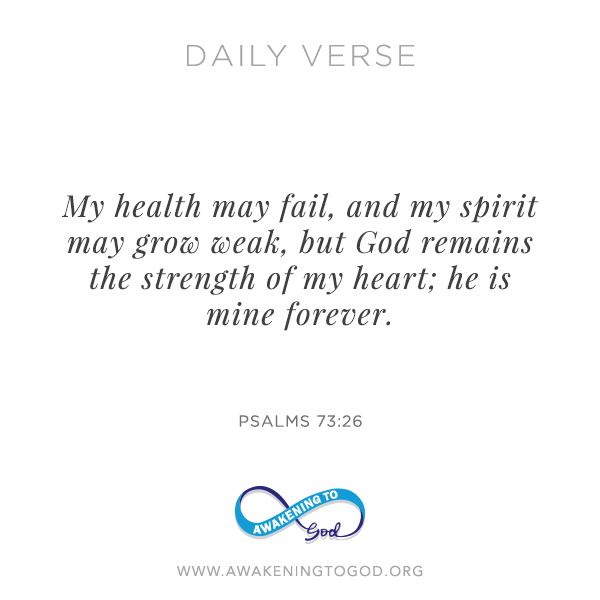 DAILY VERSE
My health may fail, and my spirit
may grow weak, but God remains
the strength of my heart; he is
mine forever.
PSALMS 73:26
AWAKENING TO
God
WWW.AWAKENINGTOGOD.ORG